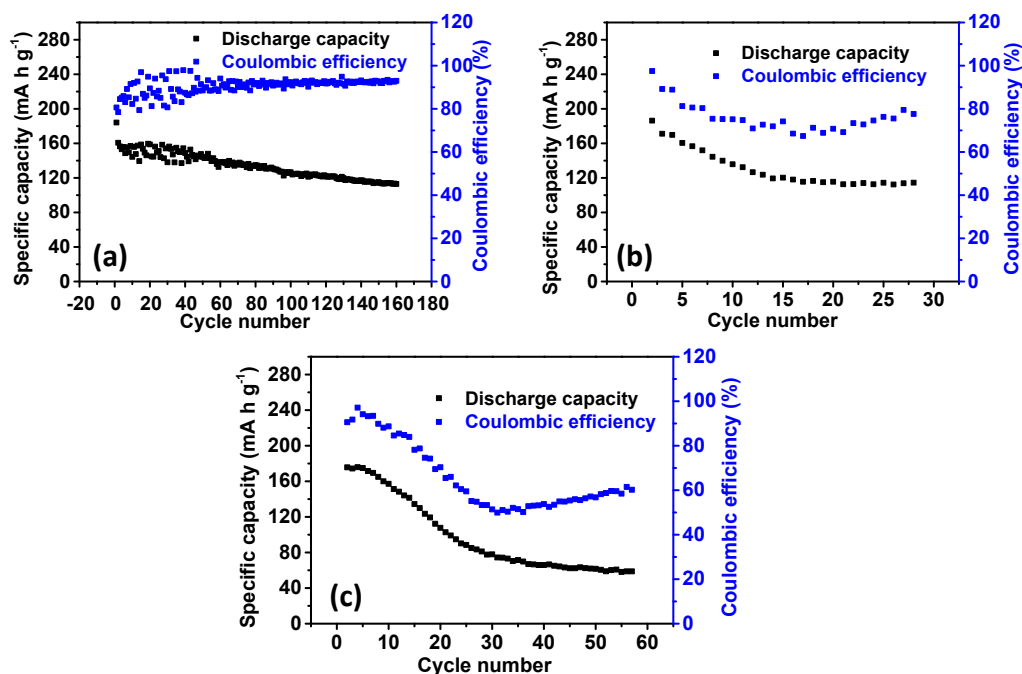 280
240
200
160
120
80
40
0
Specific capacity (mA h g-1)
Discharge capacity
Coulombic efficiency
(a)
120
100
80
60
40
20
0
Coulombic efficiency (%)
-20 0 20 40 60 80 100 120 140 160 180
Cycle number
280
240
200
160
120
80
40
0
Specific capacity (mA h g-1)
Discharge capacity
Coulombic efficiency
(b)
120
100
80
60
40
20
0
Coulombic efficiency (%)
0 5 10 15 20 25 30
Cycle number
280
240
200
160
120
80
40
0
Specific capacity (mA h g-1)
Discharge capacity
Coulombic efficiency
(c)
120
100
80
60
40
20
0
Coulombic efficiency (%)
0 10 20 30 40 50 60
Cycle number